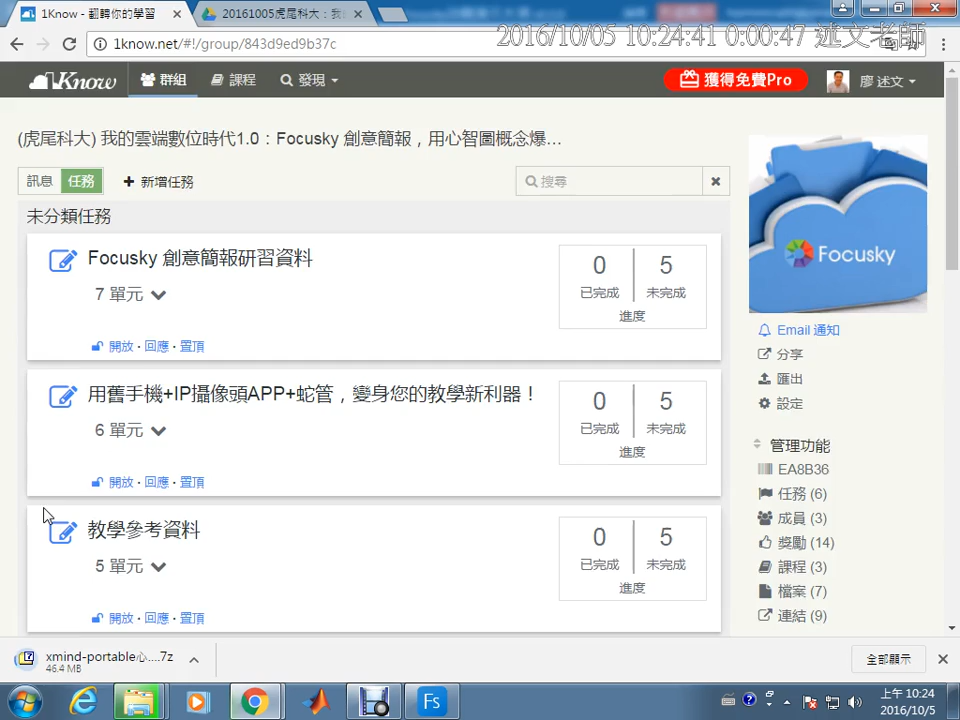 1Know - 翻轉你的學習
20161005虎尾科大：我
1know.net/#!/group/843d9ed9b37c
2016/10/05 10:24:41 0:00:47 述文老師
1Know
群組
課程
發現
獲得免費Pro
廖 述文
(虎尾科大) 我的雲端數位時代1.0：Focusky 創意簡報，用心智圖概念爆...
訊息
任務
新增任務
搜尋
未分類任務
Focusky 創意簡報研習資料
7 單元
開放 · 回應 · 置頂
0
已完成
5
未完成
進度
用舊手機+IP攝像頭APP+蛇管，變身您的教學新利器！
6 單元
開放 · 回應 · 置頂
0
已完成
5
未完成
進度
教學參考資料
5 單元
開放 · 回應 · 置頂
0
已完成
5
未完成
進度
Focusky
Email 通知
分享
匯出
設定
管理功能
EA8B36
任務 (6)
成員 (3)
獎勵 (14)
課程 (3)
檔案 (7)
連結 (9)
xmind-portable心....7z
46.4 MB
全部顯示
Fs
上午 10:24
2016/10/5